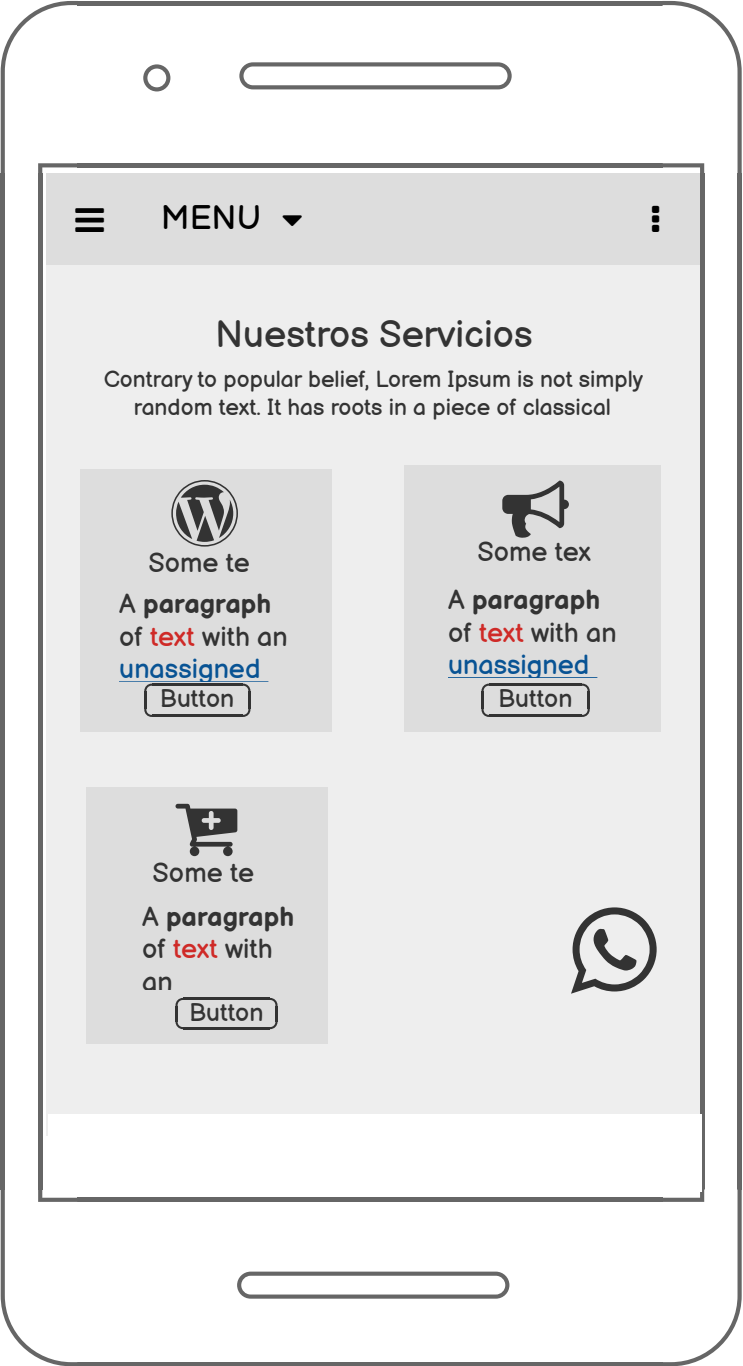 MENU
Nuestros Servicios
Contrary to popular belief, Lorem Ipsum is not simply
random text. It has roots in a piece of classical
Some te
A paragraph
of text with an
unassigned
Button
Some tex
A paragraph
of text with an
unassigned
Button
Some te
A paragraph
of text with
an
Button